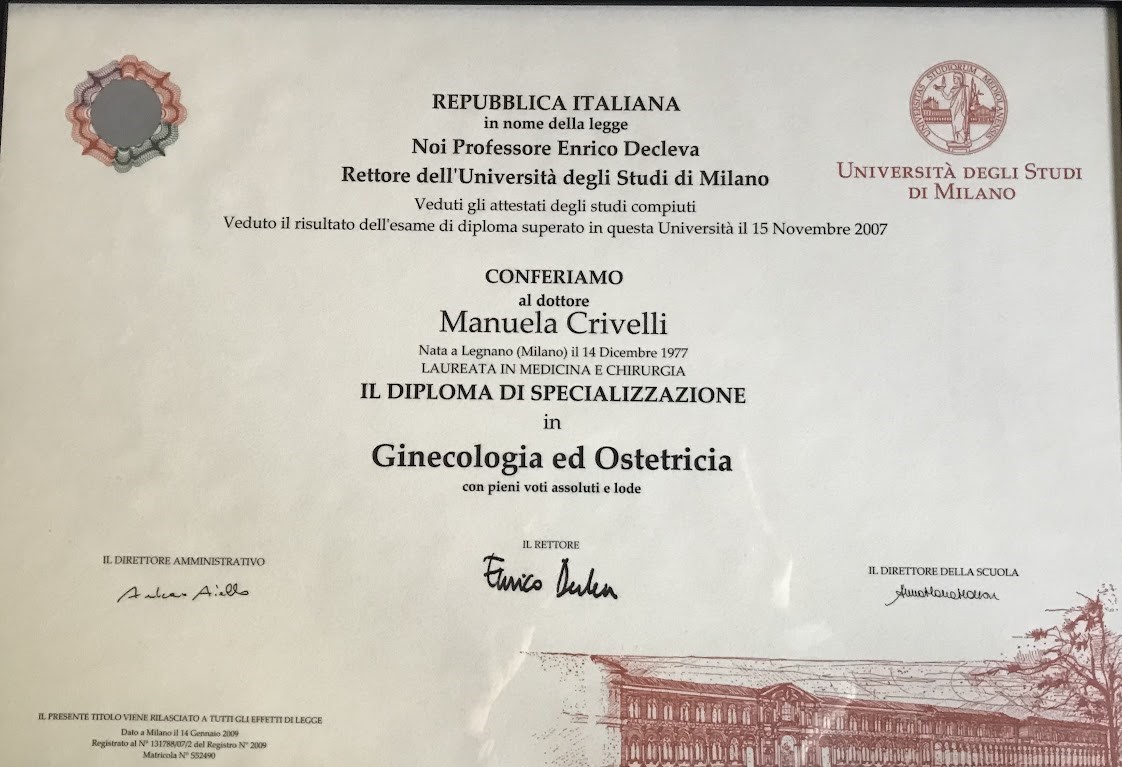 REPUBBLICA ITALIANA
in nome della legge
Noi Professore Enrico Decleva
Rettore dell'Università degli Studi di Milano
Veduti gli attestati degli studi compiuti
Veduto il risultato dell'esame di diploma superato in questa Università il 15 Novembre 2007
UNIVERSITAS STUDIORUM MEDIOLANENSIS
UNIVERSITÀ DEGLI STUDI
DI MILANO
CONFERIAMO
al dottore
Manuela Crivelli
Nata a Legnano (Milano) il 14 Dicembre 1977
LAUREATA IN MEDICINA E CHIRURGIA
IL DIPLOMA DI SPECIALIZZAZIONE
in
Ginecologia ed Ostetricia
con pieni voti assoluti e lode
IL DIRETTORE AMMINISTRATIVO
IL RETTORE
Enrico Decleva
IL DIRETTORE DELLA SCUOLA
IL PRESENTE TITOLO VIENE RILASCIATO A TUTTI GLI EFFETTI DI LEGGE
Dato a Milano il 14 Gennaio 2009
Registrato al N° 131788/07/2 del Registro N° 2009
Matricola N° S52490